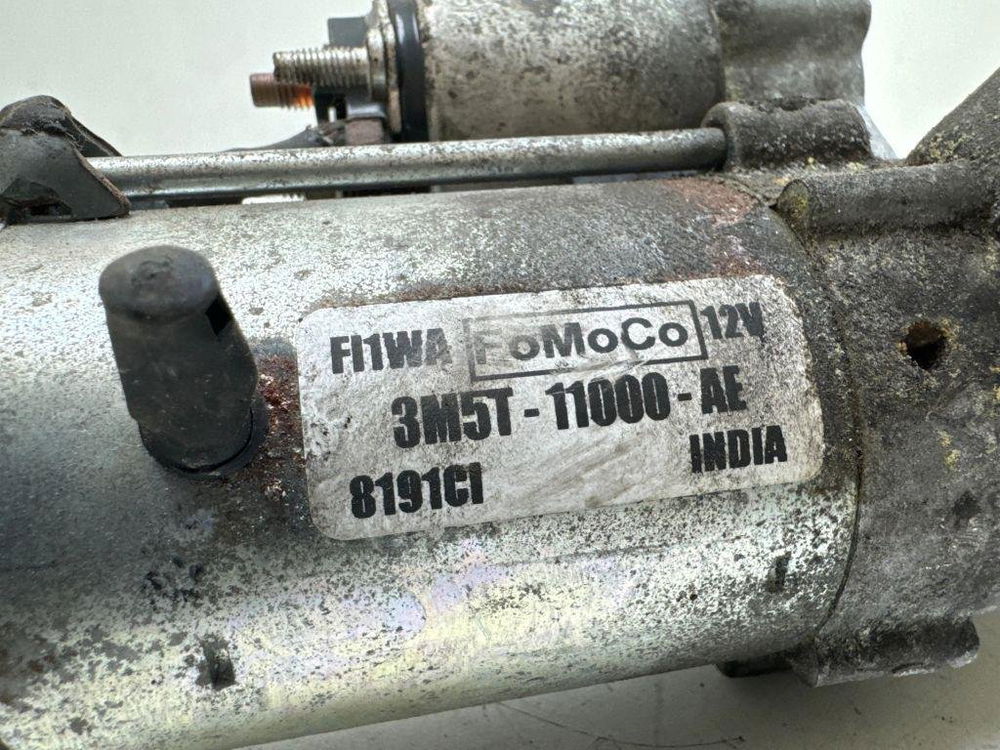 FI1WA FoMoCo 12V
3M5T - 11000 - AE
8191CI INDIA